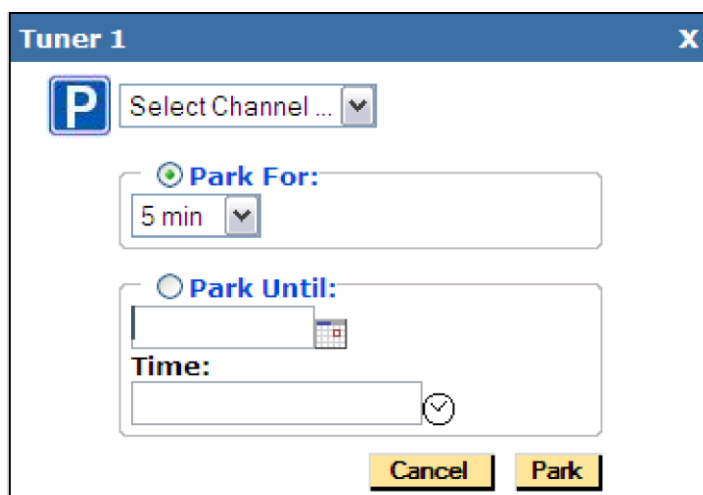 Tuner 1 X
P Select Channel ...
Park For:
5 min
Park Until:
Time:
Cancel Park